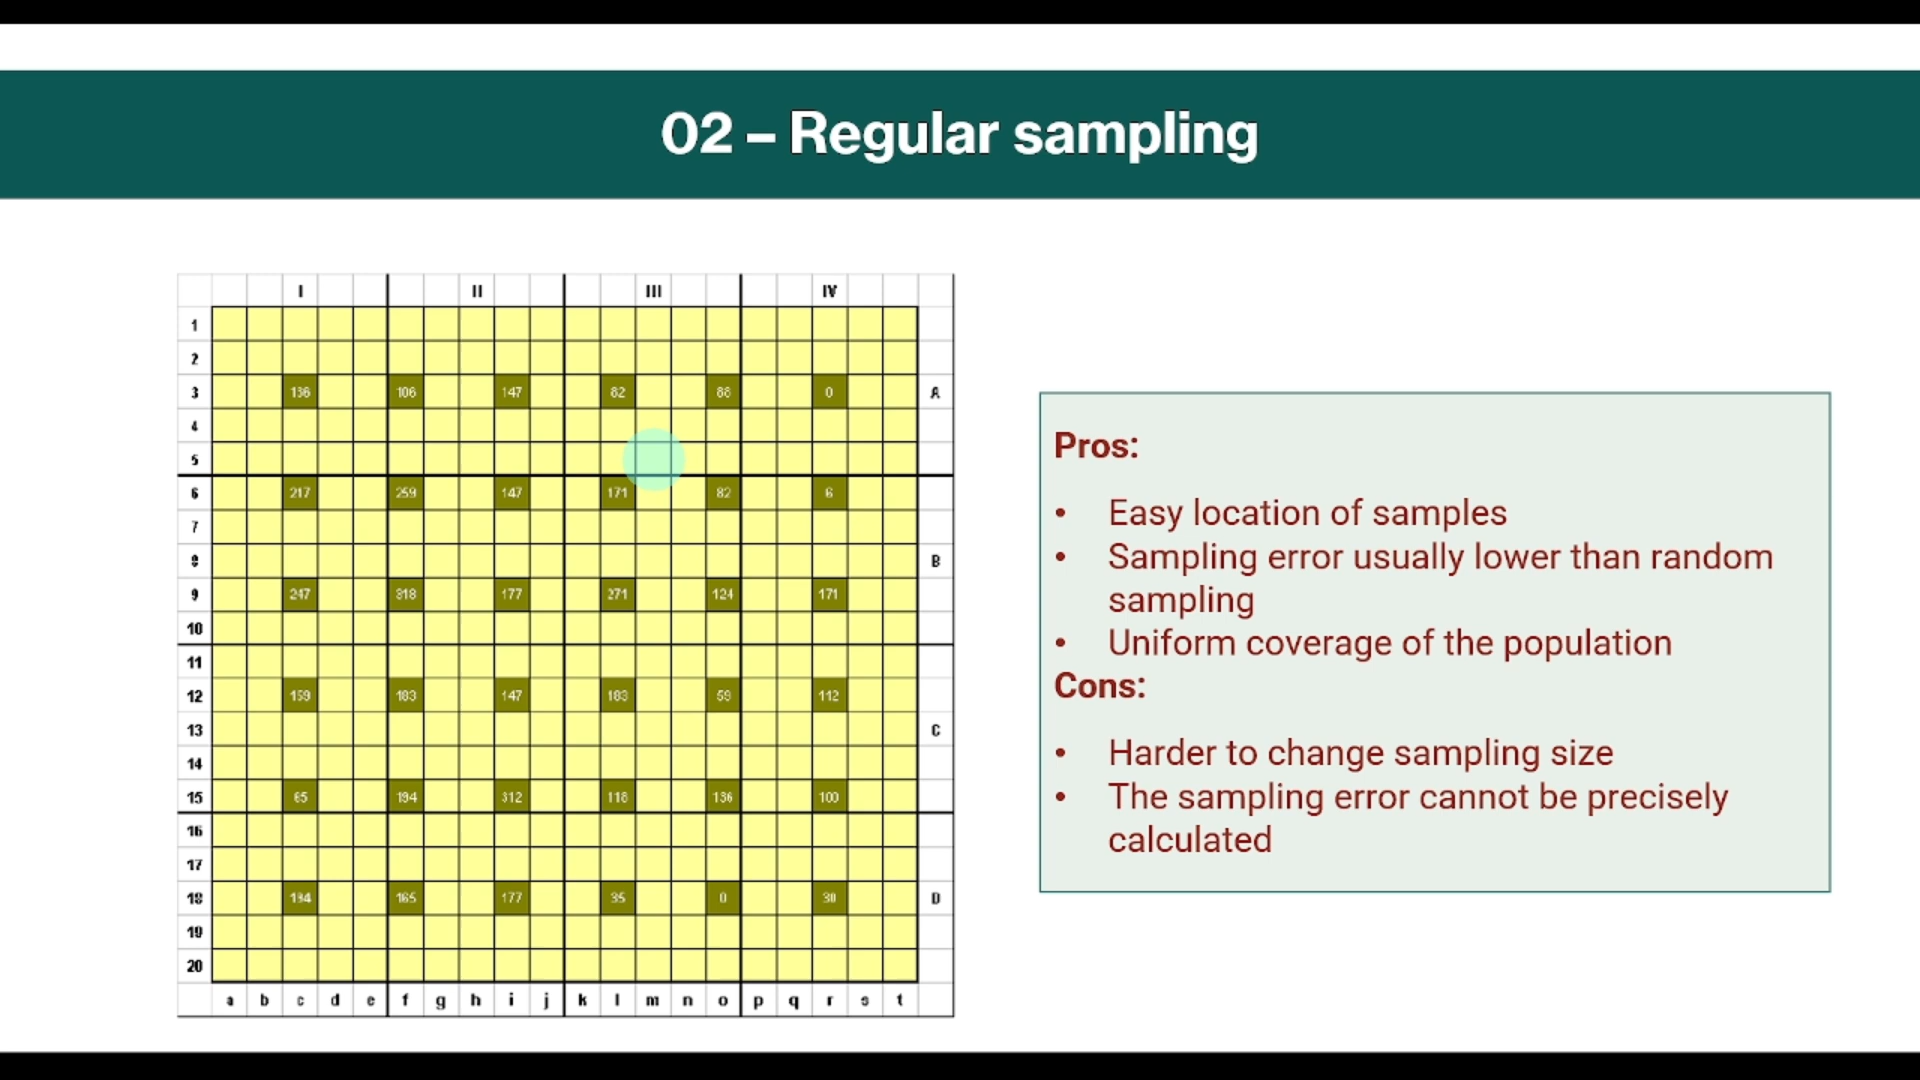 02 – Regular sampling
I II III IV
1
2
3 136 106 147 82 88 0 A
4
5
6 217 259 147 171 82 6
7
8 B
9 247 318 177 271 124 171
10
11
12 159 183 147 183 59 112
13 C
14
15 65 194 312 118 136 100
16
17
18 194 165 177 35 0 30 D
19
20
a b c d e f g h i j k l m n o p q r s t
Pros:
• Easy location of samples
• Sampling error usually lower than random
sampling
• Uniform coverage of the population
Cons:
• Harder to change sampling size
• The sampling error cannot be precisely
calculated